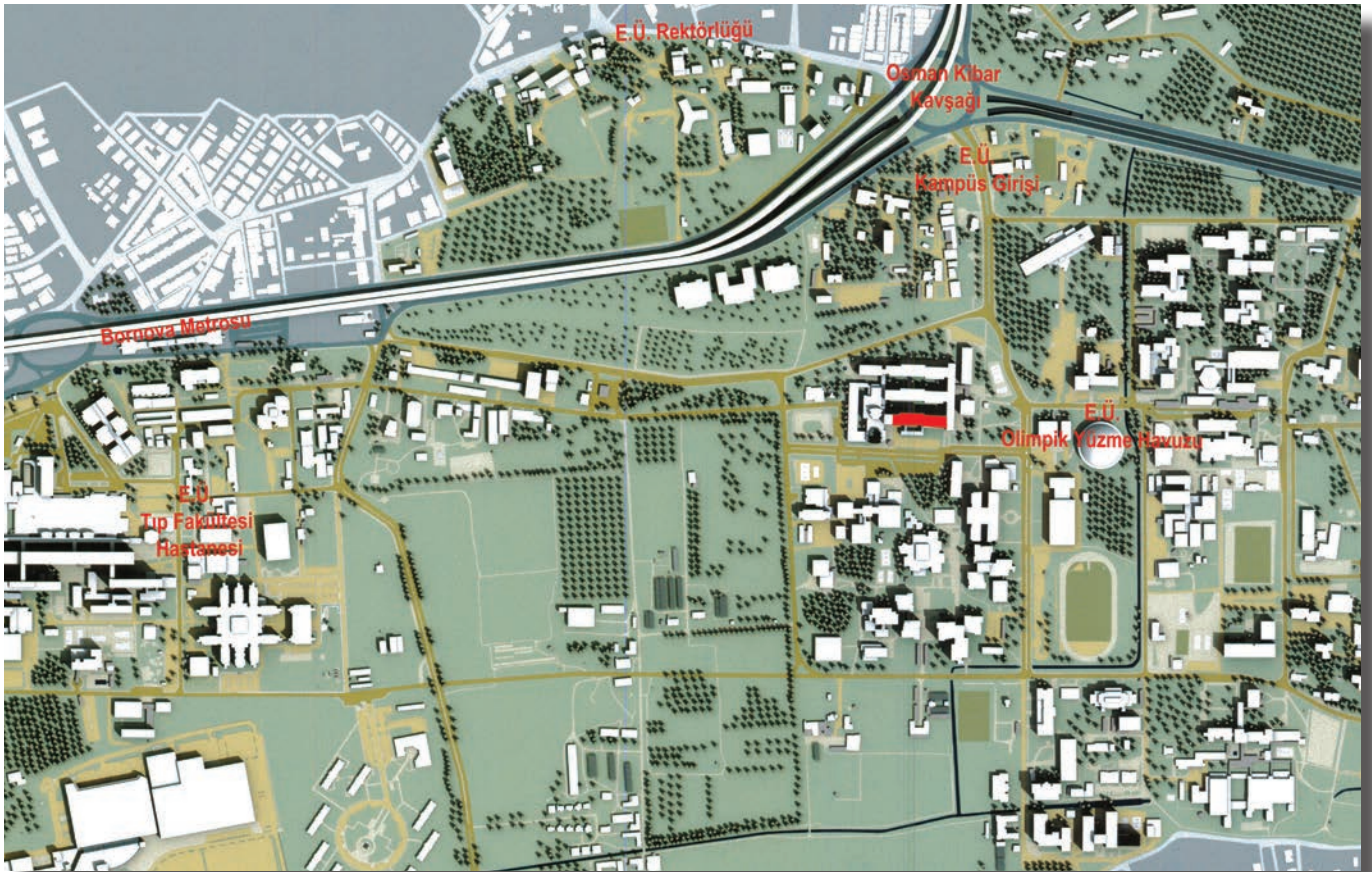 E.Ü. Rektörlüğü
Osman Kibar
Kavşağı
E.Ü.
Kampüs Girişi
Bornova Metrosu
E.Ü.
Olimpik Yüzme Havuzu
E.Ü.
Tıp Fakültesi
Hastanesi